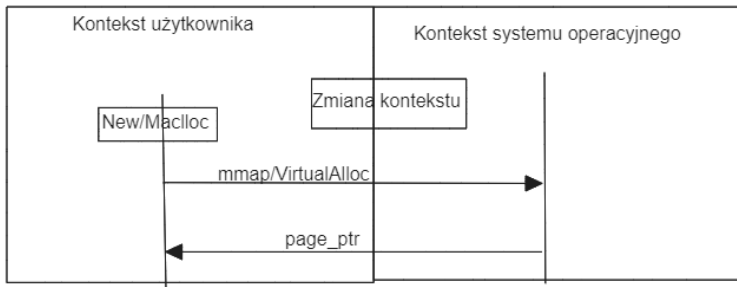 Kontekst użytkownika
Kontekst systemu operacyjnego
Zmiana kontekstu
New/Maclloc
mmap/VirtualAlloc
page_ptr